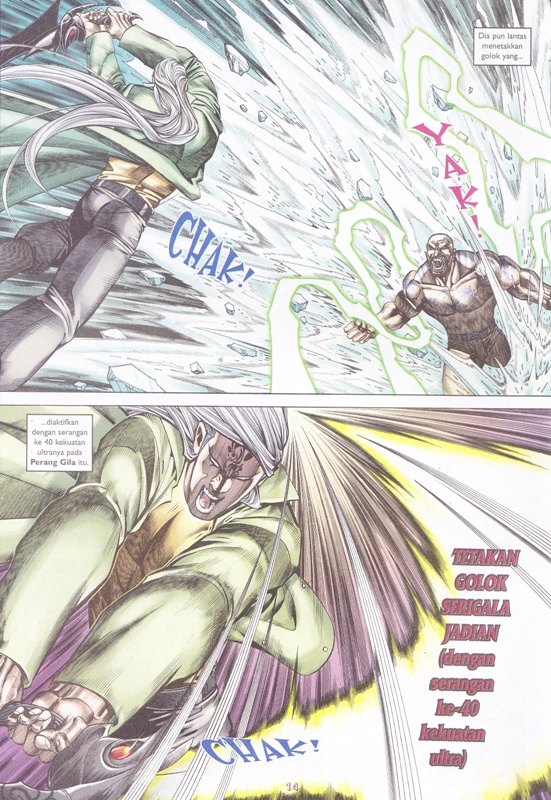 Dia pun lantas
menetakkan
golok yang...
YAK!
CHAK!
...diaktifkan
dengan serangan
ke 40 kekuatan
ultranya pada
Perang Gila itu.
TETAKAN
GOLOK
SERIGALA
JADIAN
(dengan
serangan
ke-40
kekuatan
ultra)
CHAK!
14